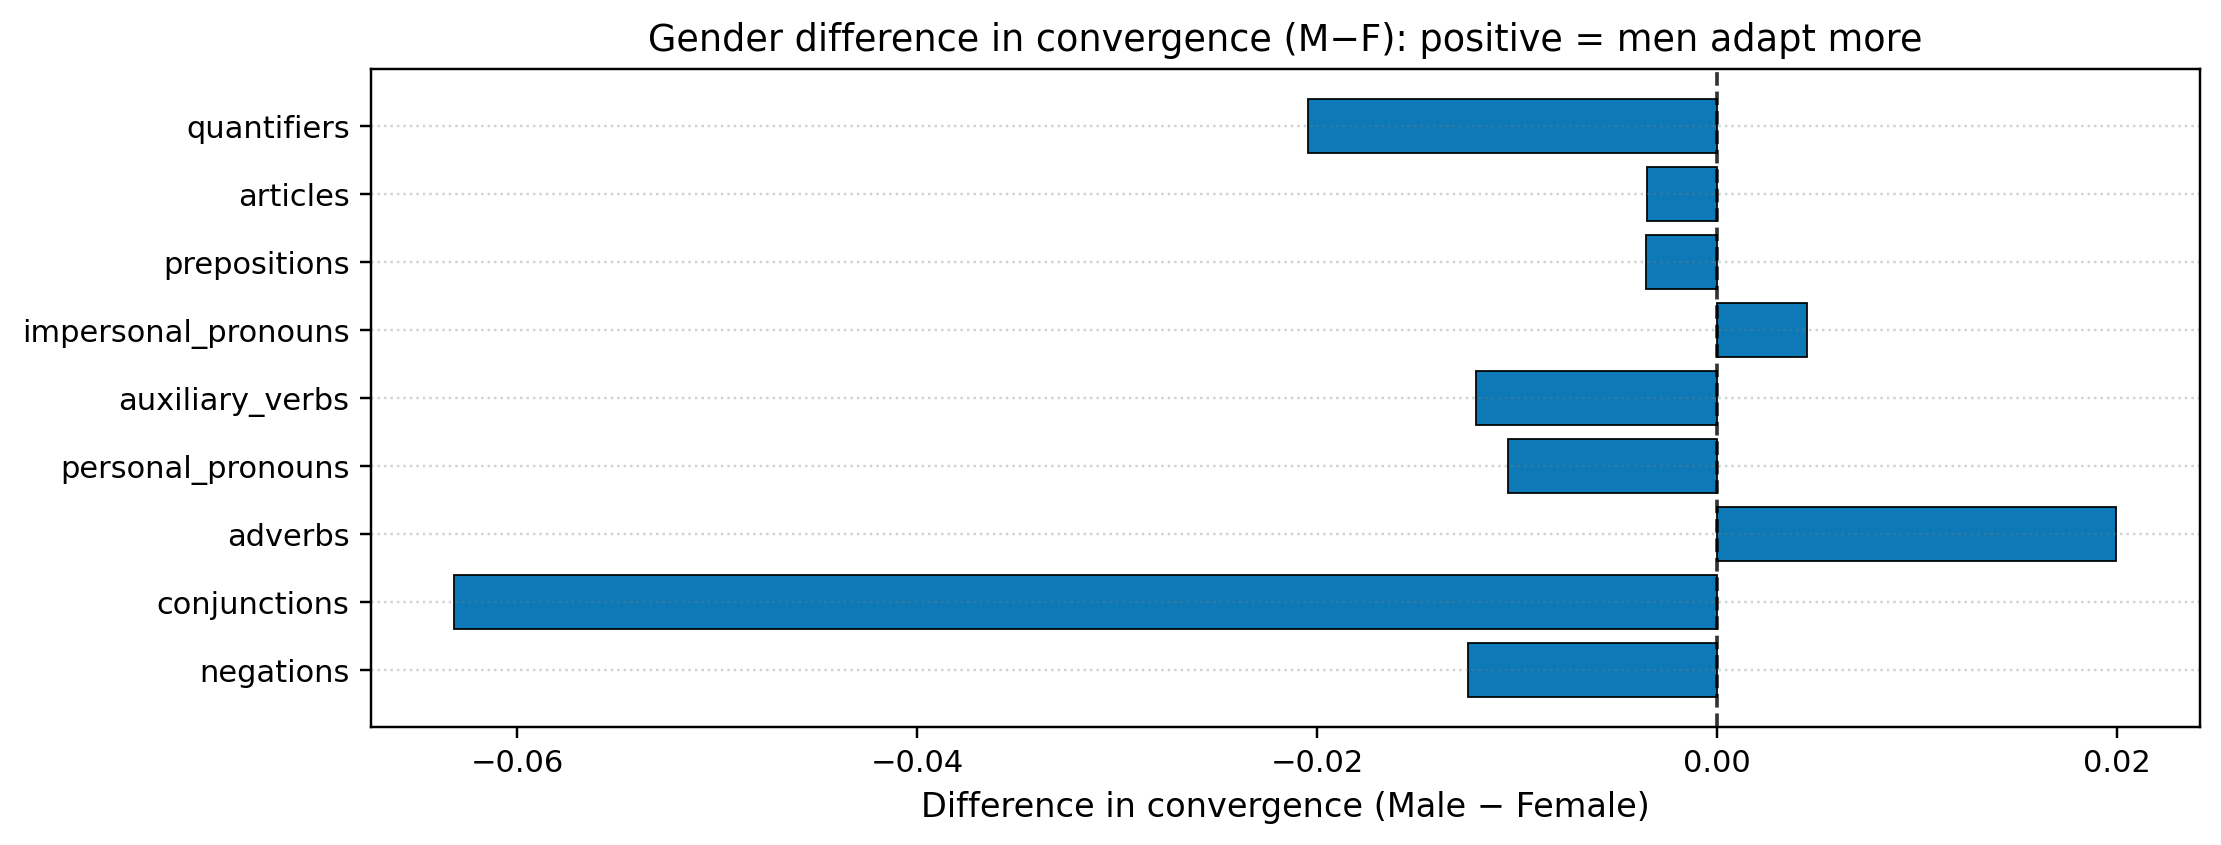 Gender difference in convergence (M−F): positive = men adapt more
quantifiers
articles
prepositions
impersonal_pronouns
auxiliary_verbs
personal_pronouns
adverbs
conjunctions
negations
−0.06 −0.04 −0.02 0.00 0.02
Difference in convergence (Male − Female)